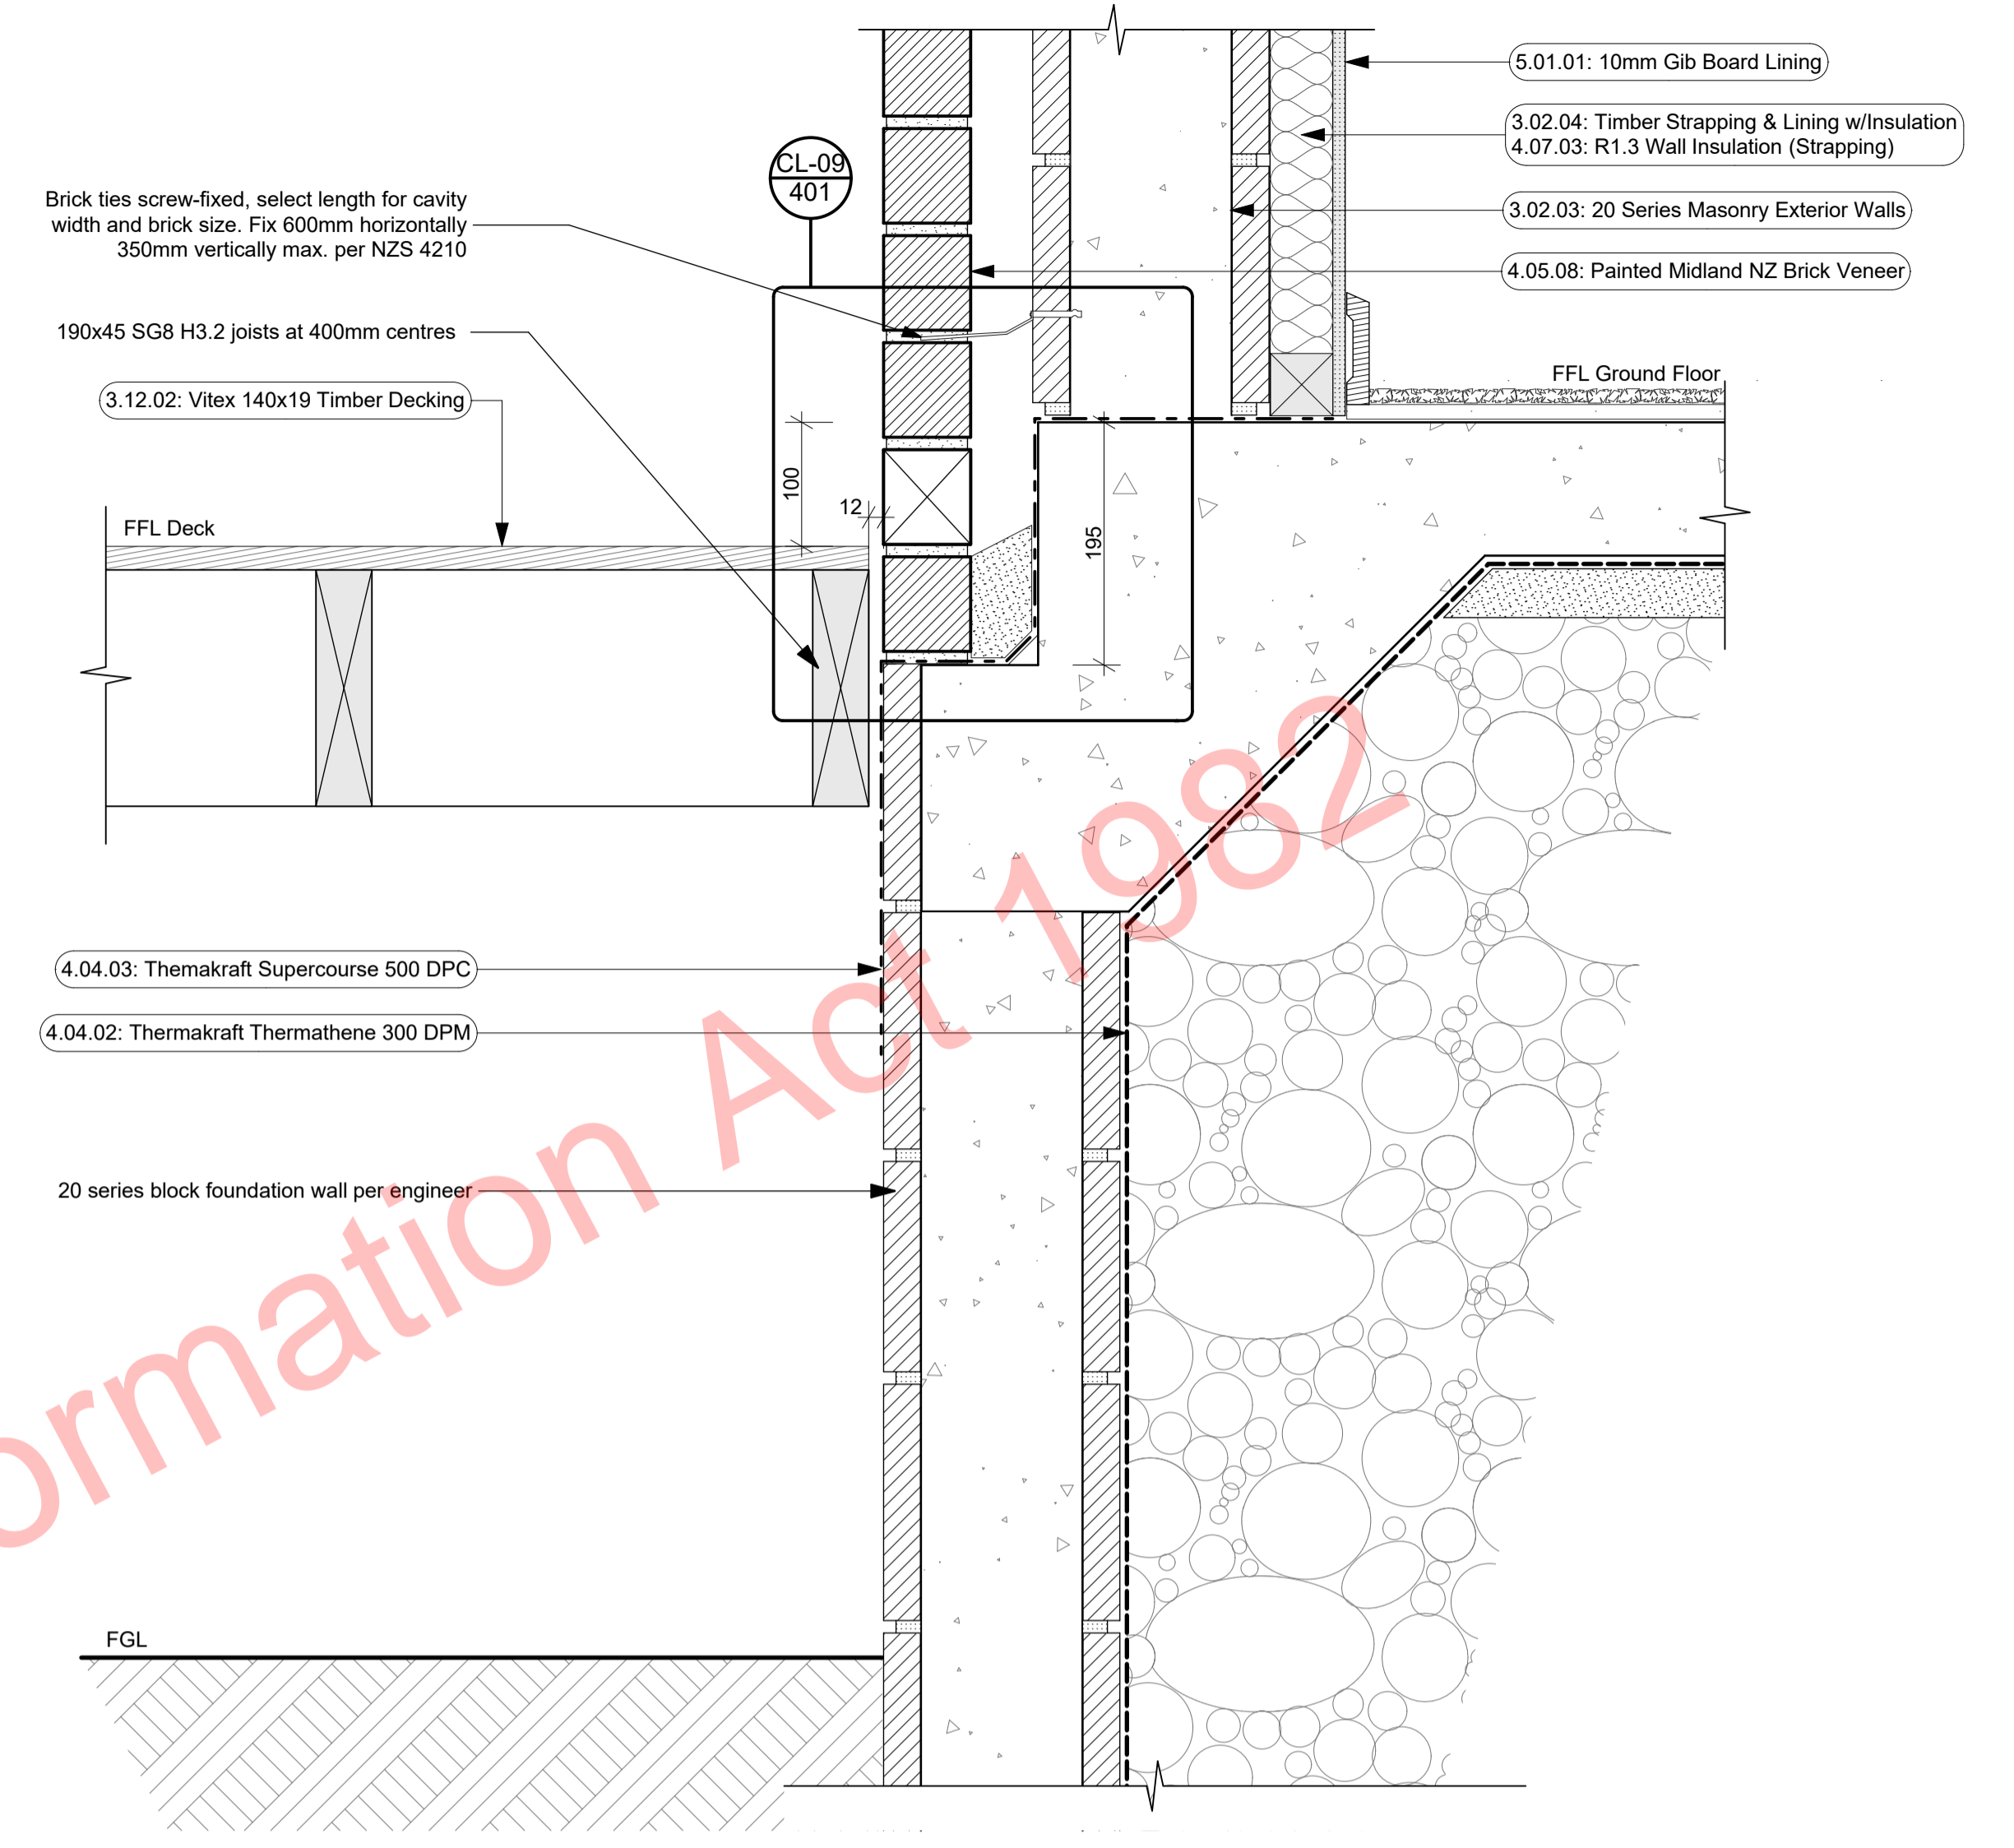 5.01.01: 10mm Gib Board Lining
3.02.04: Timber Strapping & Lining w/Insulation
4.07.03: R1.3 Wall Insulation (Strapping)
3.02.03: 20 Series Masonry Exterior Walls
4.05.08: Painted Midland NZ Brick Veneer
CL-09
401
Brick ties screw-fixed, select length for cavity
width and brick size. Fix 600mm horizontally
350mm vertically max. per NZS 4210
190x45 SG8 H3.2 joists at 400mm centres
3.12.02: Vitex 140x19 Timber Decking
FFL Ground Floor
100
12
195
FFL Deck
4.04.03: Themakraft Supercourse 500 DPC
4.04.02: Thermakraft Thermathene 300 DPM
20 series block foundation wall per engineer
FGL
ormation Act 1982